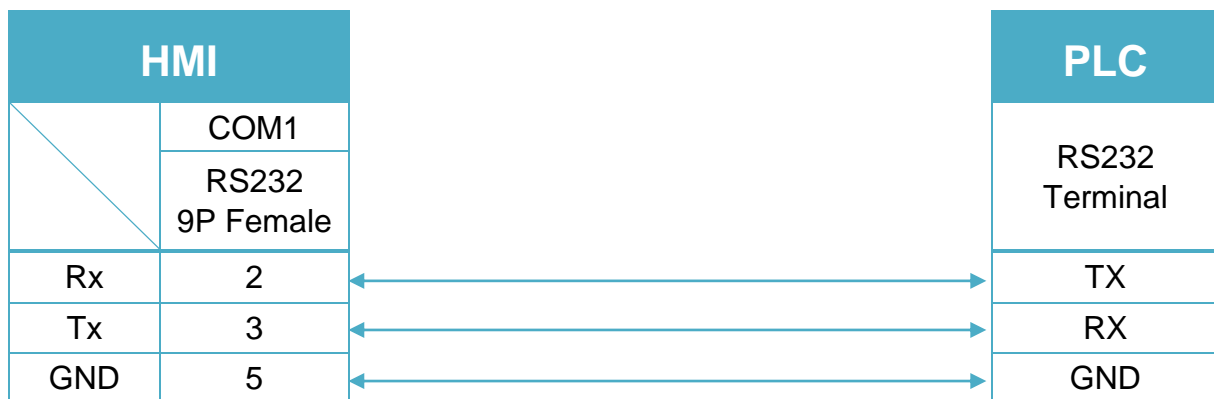 HMI PLC
COM1
RS232
9P Female
RS232
Terminal
Rx 2 TX
Tx 3 RX
GND 5 GND